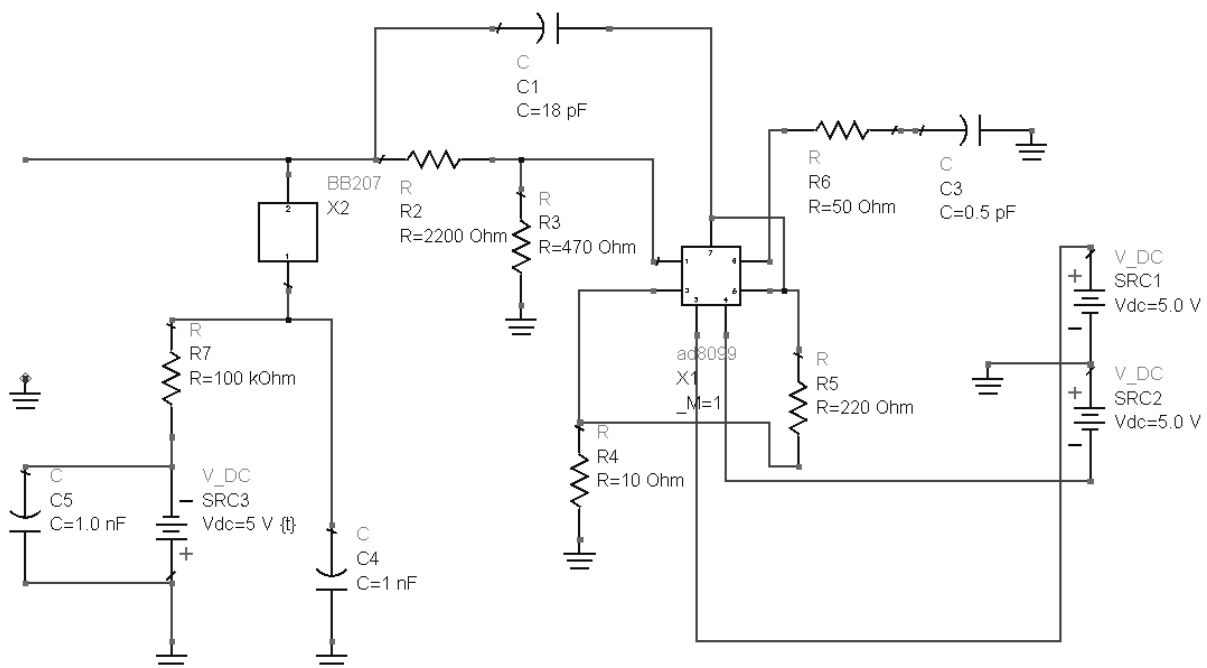 C
C1
C=18 pF
R
R6
R=50 Ohm
C
C3
C=0.5 pF
BB207
X2
2
1
R
R2
R=2200 Ohm
R
R3
R=470 Ohm
7
1
2
3
4
5
6
ad8099
X1
_M=1
V_DC
SRC1
Vdc=5.0 V
+
−
V_DC
SRC2
Vdc=5.0 V
+
−
R
R7
R=100 kOhm
R
R5
R=220 Ohm
R
R4
R=10 Ohm
C
C5
C=1.0 nF
V_DC
SRC3
Vdc=5 V {t}
−
+
C
C4
C=1 nF